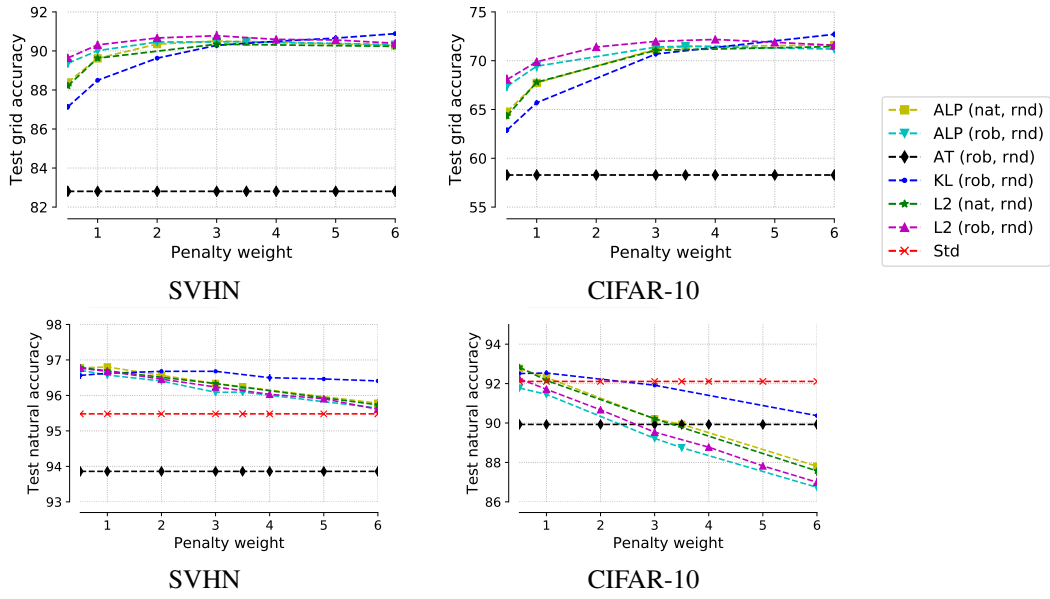 Test grid accuracy
92
90
88
86
84
82
1 2 3 4 5 6
Penalty weight
SVHN
Test grid accuracy
75
70
65
60
55
1 2 3 4 5 6
Penalty weight
CIFAR-10
ALP (nat, rnd)
ALP (rob, rnd)
AT (rob, rnd)
KL (rob, rnd)
L2 (nat, rnd)
L2 (rob, rnd)
Std
Test natural accuracy
98
97
96
95
94
93
1 2 3 4 5 6
Penalty weight
SVHN
Test natural accuracy
94
92
90
88
86
1 2 3 4 5 6
Penalty weight
CIFAR-10